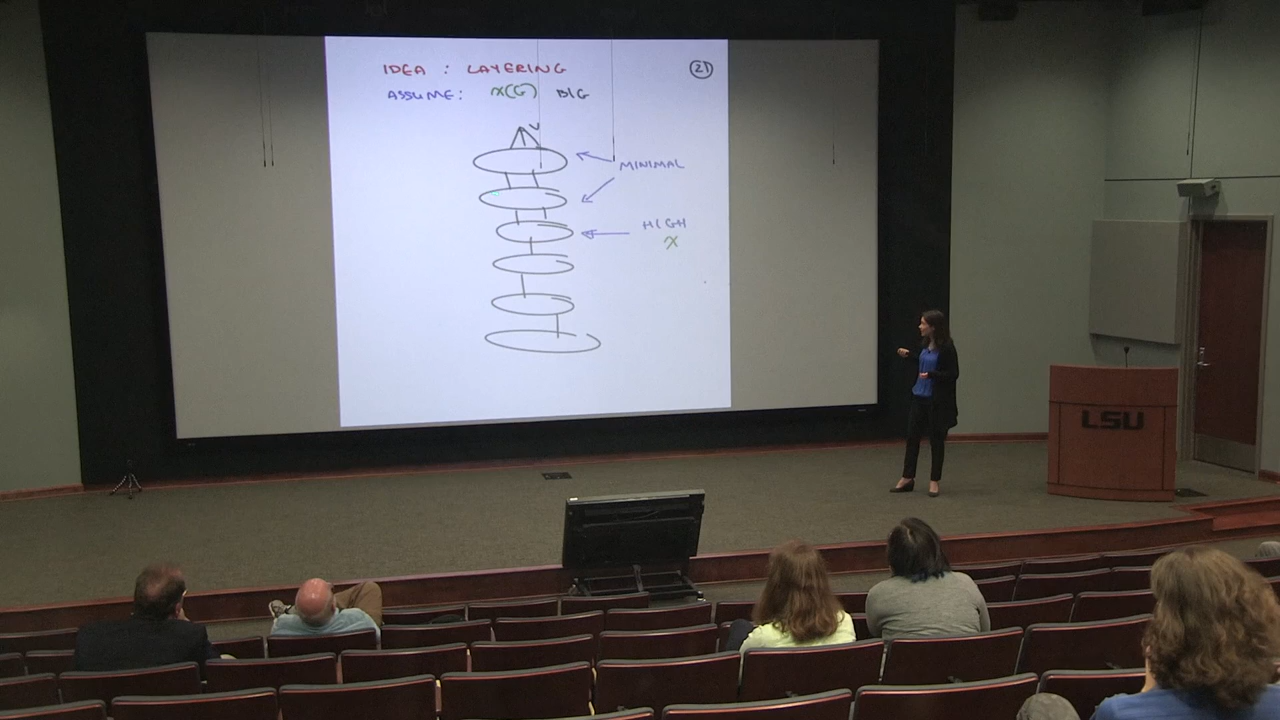 IDEA : LAYERING
21
ASSUME: χ(G) BIG
V
MINIMAL
HIGH
χ
LSU